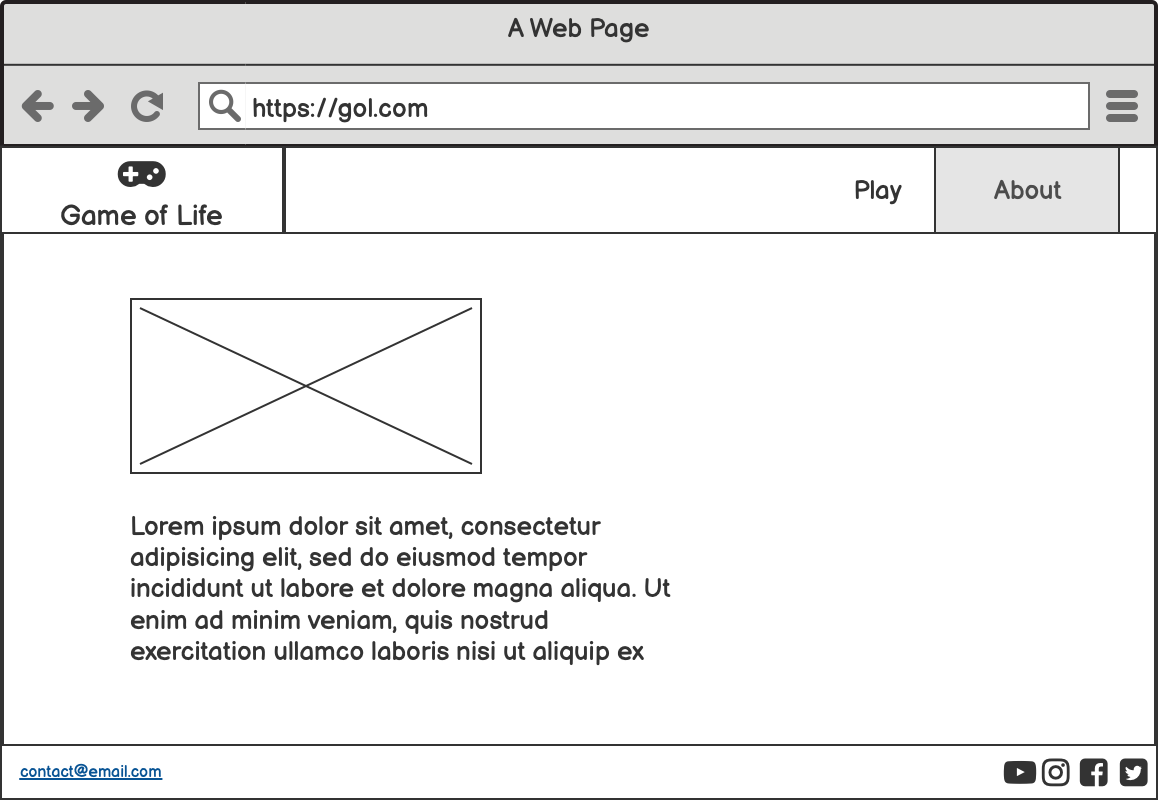 A Web Page
https://gol.com
Game of Life
Play
About
Lorem ipsum dolor sit amet, consectetur
adipisicing elit, sed do eiusmod tempor
incididunt ut labore et dolore magna aliqua. Ut
enim ad minim veniam, quis nostrud
exercitation ullamco laboris nisi ut aliquip ex
contact@email.com